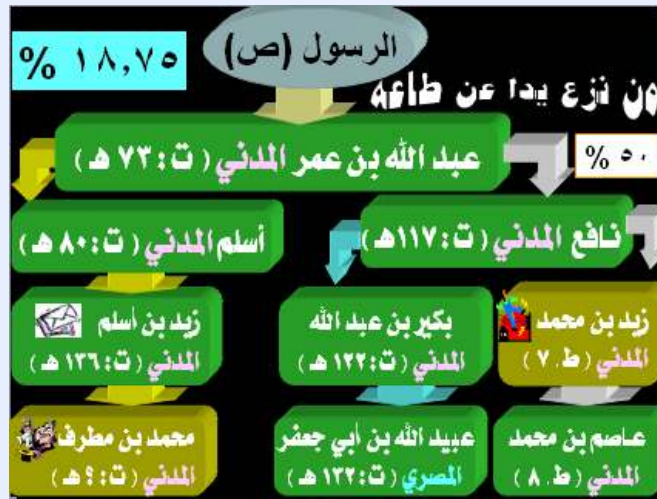 ١٨,٧٥ %
الرسول (ص)
ون نزع يدا عن طاعه
٥٠ %
عبد الله بن عمر المدني ( ت : ٧٣ هـ )
نافع المدني ( ت : ١١٧هـ )
أسلم المدني ( ت : ٨٠ هـ )
زيد بن محمد
المدني ( ط. ٧ )
بكير بن عبد الله
المدني ( ت: ١٢٢ هـ )
زيد بن أسلم
المدني ( ت: ١٣٦ هـ )
عاصم بن محمد
المدني ( ط. ٨ )
عبيد الله بن أبي جعفر
المصري ( ت: ١٣٢ هـ )
محمد بن مطرف
المدني ( ت: ؟ هـ )